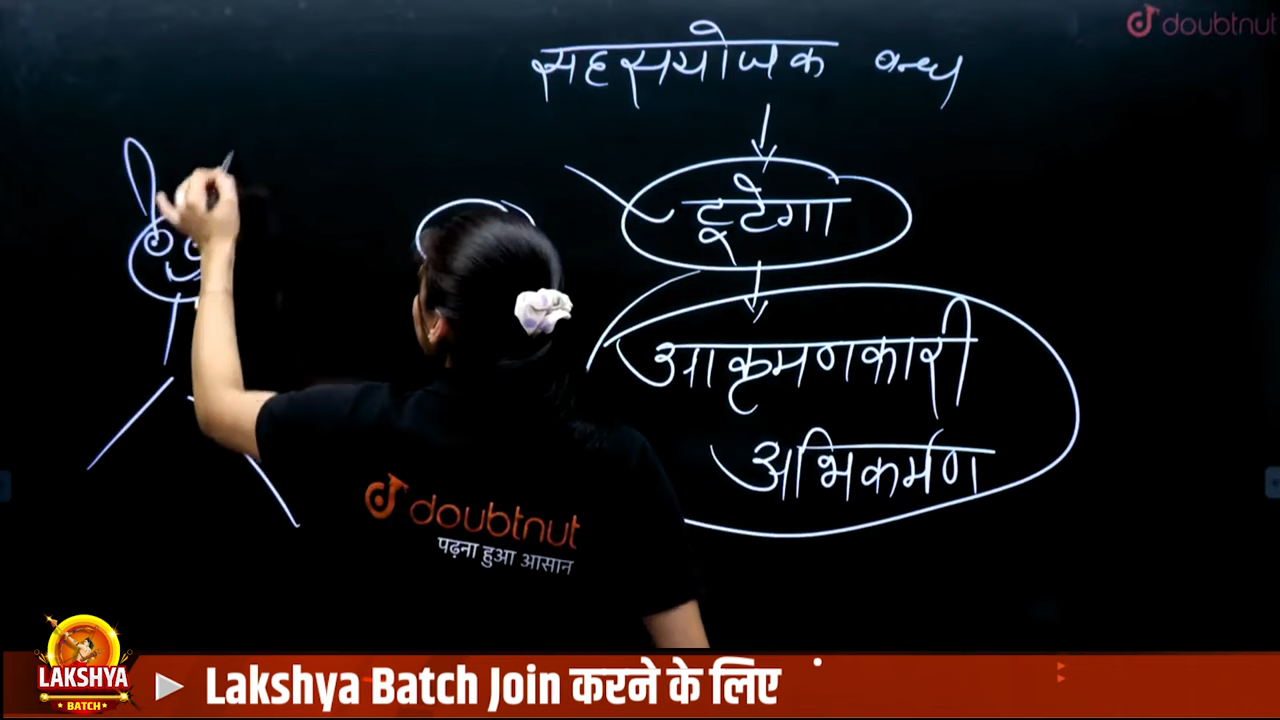 doubtnut
सहसयोजक बन्ध
टूटेगा
आक्रमणकारी
अभिकर्मण
doubtnut
पढ़ना हुआ आसान
LAKSHYA
BATCH
Lakshya Batch Join करने के लिए